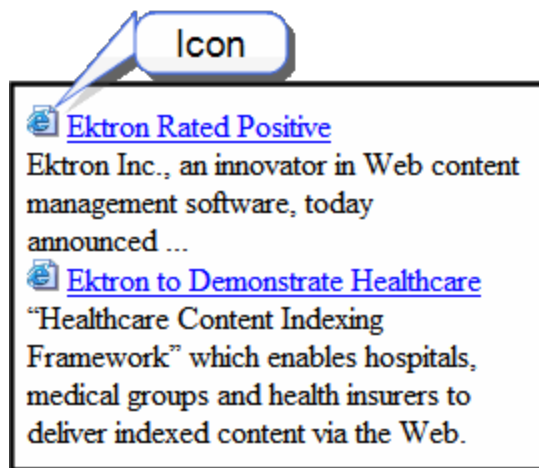 Icon
Ektron Rated Positive
Ektron Inc., an innovator in Web content
management software, today
announced ...
Ektron to Demonstrate Healthcare
“Healthcare Content Indexing
Framework” which enables hospitals,
medical groups and health insurers to
deliver indexed content via the Web.